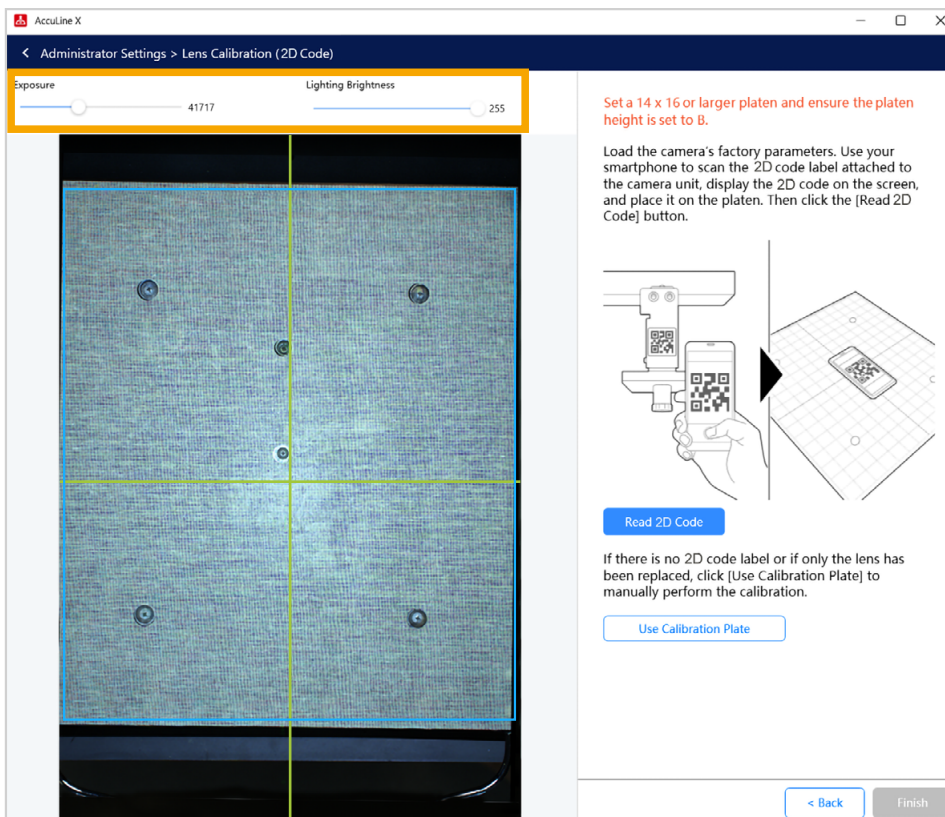 AccuLine X
Administrator Settings > Lens Calibration (2D Code)
Exposure
41717
Lighting Brightness
255
Set a 14 x 16 or larger platen and ensure the platen
height is set to B.
Load the camera's factory parameters. Use your
smartphone to scan the 2D code label attached to
the camera unit, display the 2D code on the screen,
and place it on the platen. Then click the [Read 2D
Code] button.
Read 2D Code
If there is no 2D code label or if only the lens has
been replaced, click [Use Calibration Plate] to
manually perform the calibration.
Use Calibration Plate
< Back
Finish